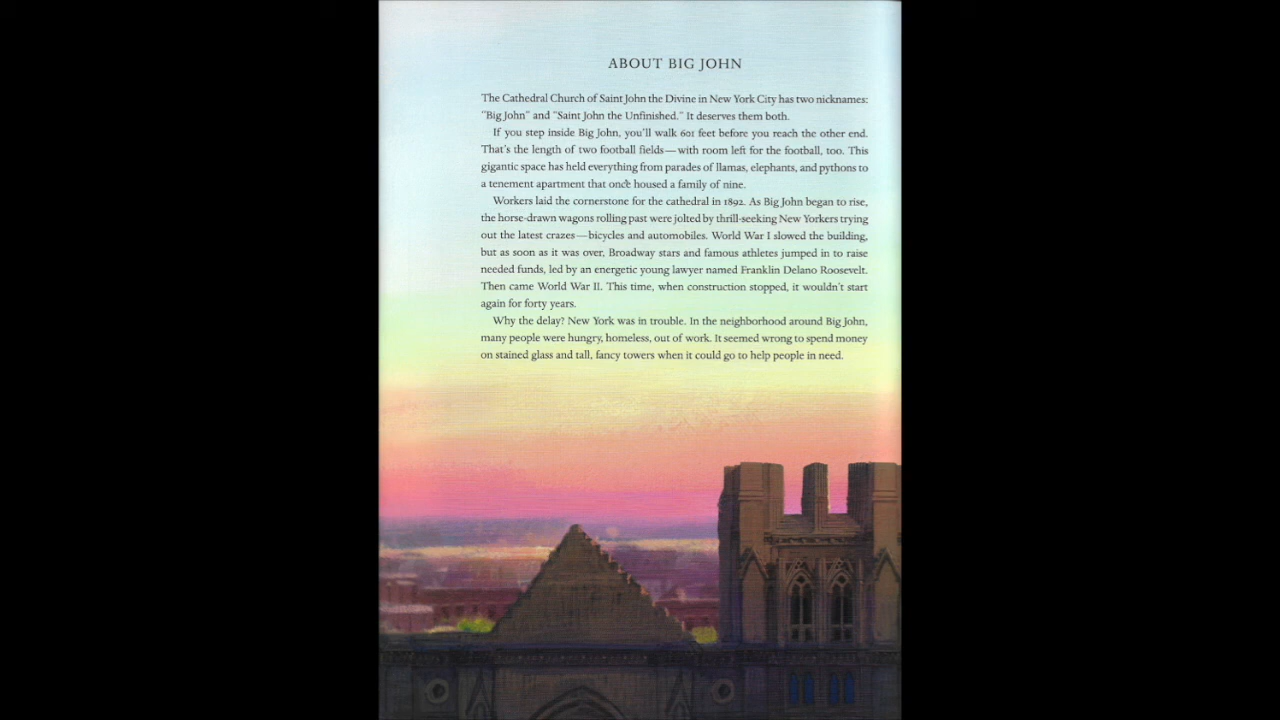 ABOUT BIG JOHN
The Cathedral Church of Saint John the Divine in New York City has two nicknames:
"Big John" and "Saint John the Unfinished." It deserves them both.
If you step inside Big John, you'll walk 601 feet before you reach the other end.
That's the length of two football fields—with room left for the football, too. This
gigantic space has held everything from parades of llamas, elephants, and pythons to
a tenement apartment that once housed a family of nine.
Workers laid the cornerstone for the cathedral in 1892. As Big John began to rise,
the horse-drawn wagons rolling past were jolted by thrill-seeking New Yorkers trying
out the latest crazes—bicycles and automobiles. World War I slowed the building,
but as soon as it was over, Broadway stars and famous athletes jumped in to raise
needed funds, led by an energetic young lawyer named Franklin Delano Roosevelt.
Then came World War II. This time, when construction stopped, it wouldn't start
again for forty years.
Why the delay? New York was in trouble. In the neighborhood around Big John,
many people were hungry, homeless, out of work. It seemed wrong to spend money
on stained glass and tall, fancy towers when it could go to help people in need.